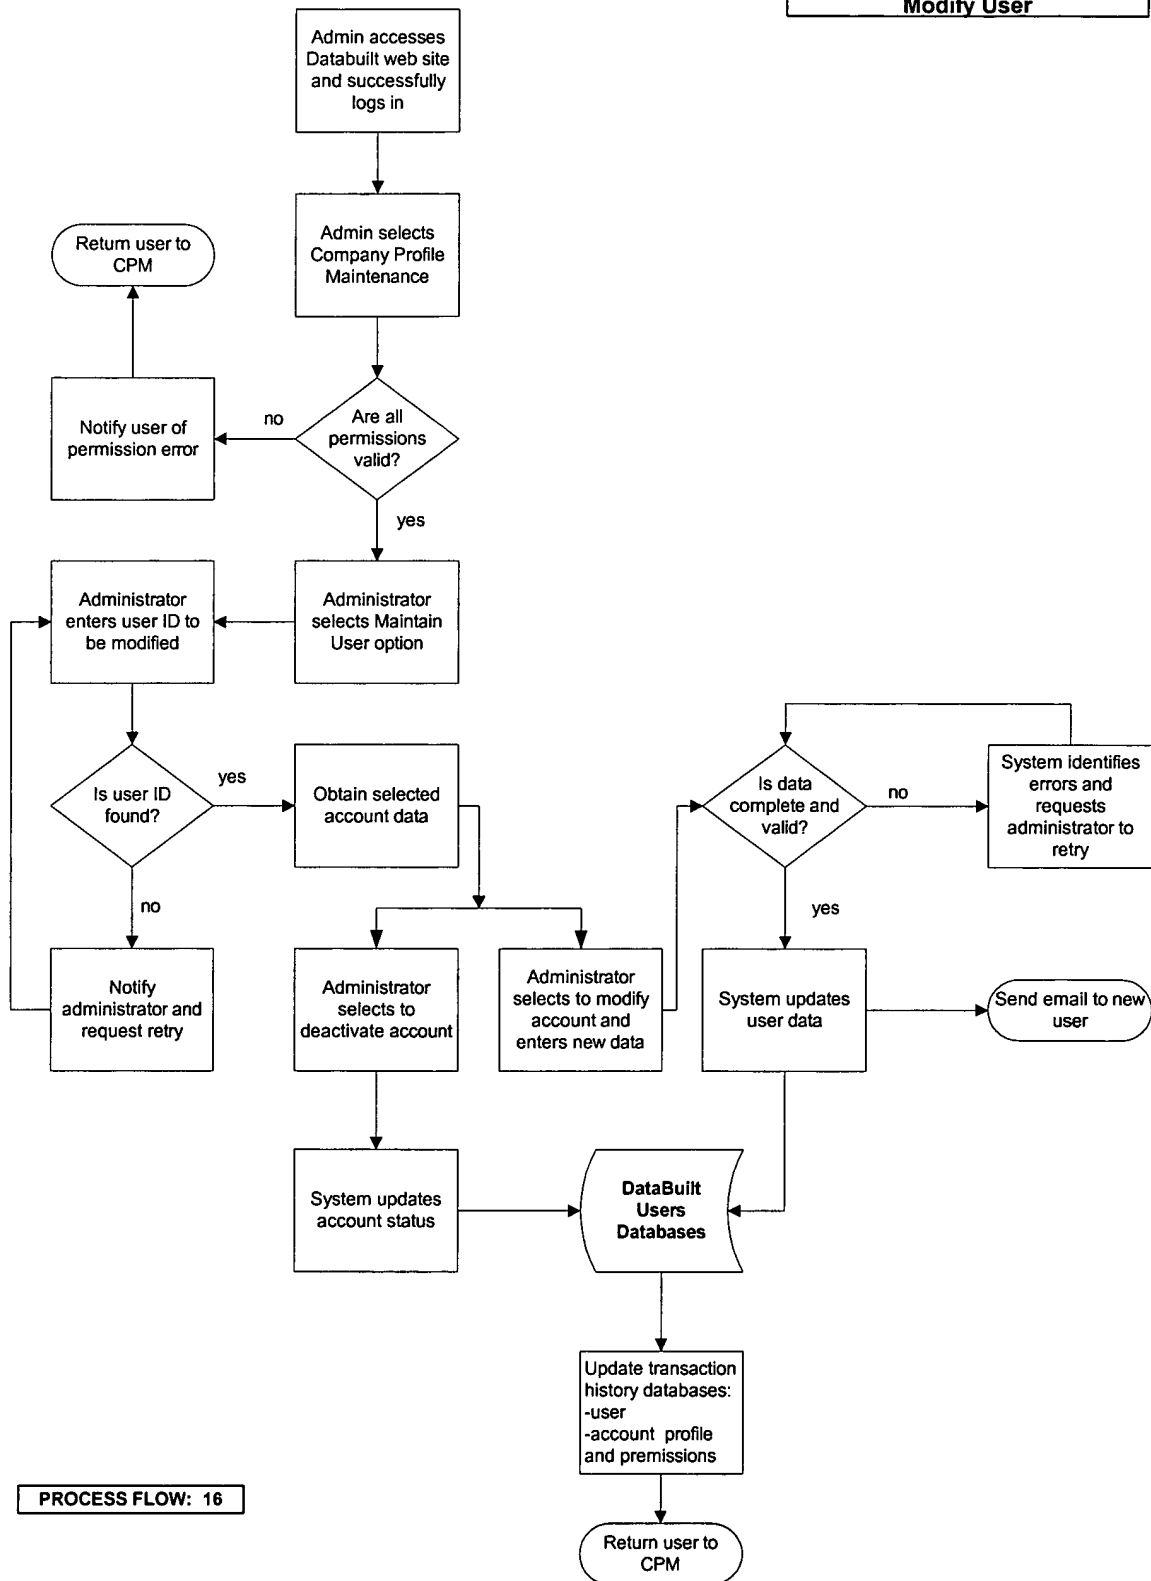 Modify User
Admin accesses
Databuilt web site
and successfully
logs in
Admin selects
Company Profile
Maintenance
Return user to
CPM
Notify user of
permission error
no
Are all
permissions
valid?
yes
Administrator
enters user ID to
be modified
Administrator
selects Maintain
User option
Is user ID
found?
yes
Obtain selected
account data
Is data
complete and
valid?
no
System identifies
errors and
requests
administrator to
retry
no
yes
Notify
administrator and
request retry
Administrator
selects to
deactivate account
Administrator
selects to modify
account and
enters new data
System updates
user data
Send email to new
user
System updates
account status
DataBuilt
Users
Databases
Update transaction
history databases:
-user
-account profile
and premissions
PROCESS FLOW: 16
Return user to
CPM